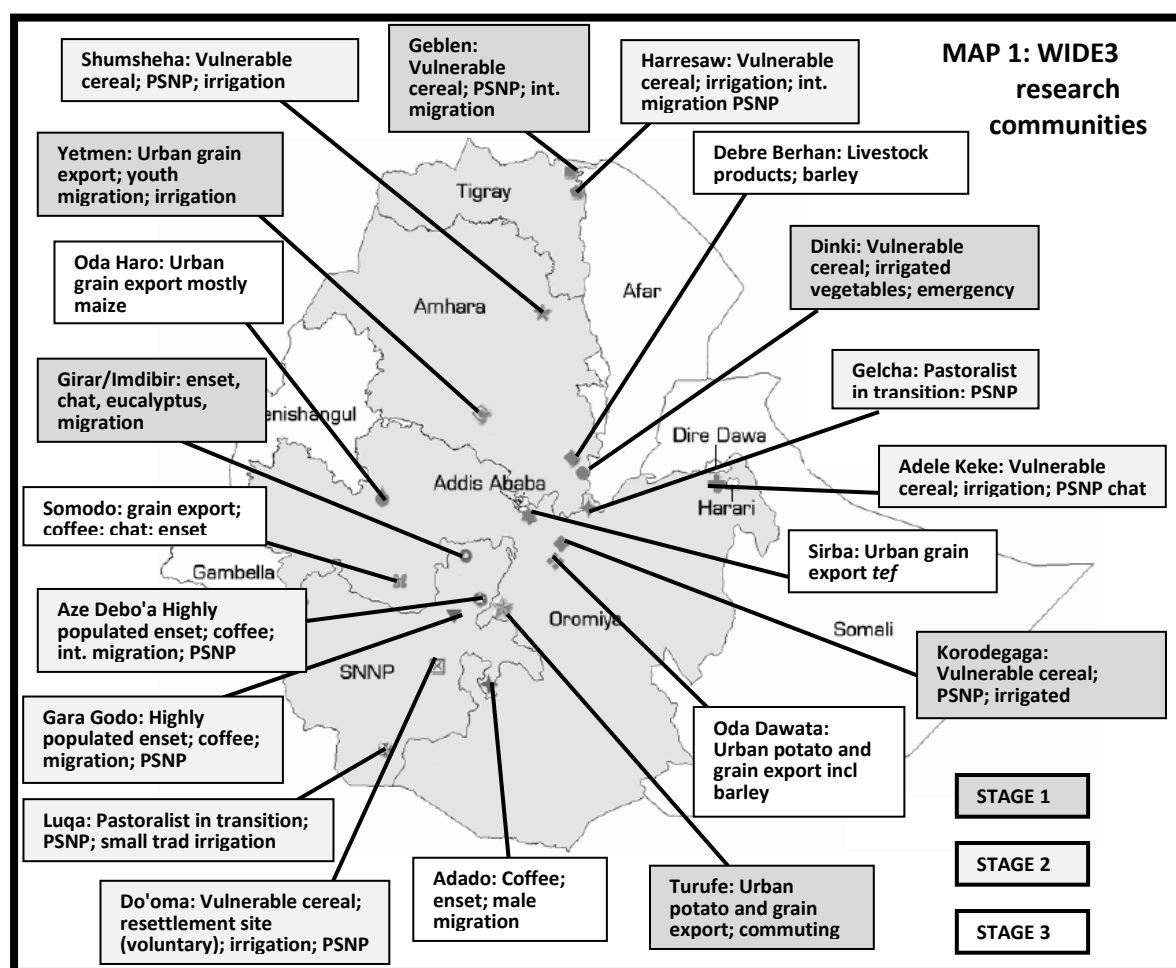 MAP 1: WIDE3
research
communities
Shumsheha: Vulnerable
cereal; PSNP; irrigation
Geblen:
Vulnerable
cereal; PSNP; int.
migration
Harresaw: Vulnerable
cereal; irrigation; int.
migration PSNP
Yetmen: Urban grain
export; youth
migration; irrigation
Debre Berhan: Livestock
products; barley
Oda Haro: Urban
grain export mostly
maize
Dinki: Vulnerable
cereal; irrigated
vegetables; emergency
Girar/Imdibir: enset,
chat, eucalyptus,
migration
Gelcha: Pastoralist
in transition: PSNP
Adele Keke: Vulnerable
cereal; irrigation; PSNP chat
Somodo: grain export;
coffee; chat; enset
Sirba: Urban grain
export tef
Aze Debo'a Highly
populated enset; coffee;
int. migration; PSNP
Korodegaga:
Vulnerable cereal;
PSNP; irrigated
Gara Godo: Highly
populated enset; coffee;
migration; PSNP
Oda Dawata:
Urban potato and
grain export incl
barley
Luqa: Pastoralist in transition;
PSNP; small trad irrigation
Do'oma: Vulnerable cereal;
resettlement site
(voluntary); irrigation; PSNP
Adado: Coffee;
enset; male
migration
Turufe: Urban
potato and grain
export; commuting
STAGE 1
STAGE 2
STAGE 3
Tigray
Afar
Amhara
enishangul
Dire Dawa
Addis Ababa
Harari
Gambella
Oromiya
Somali
SNNP